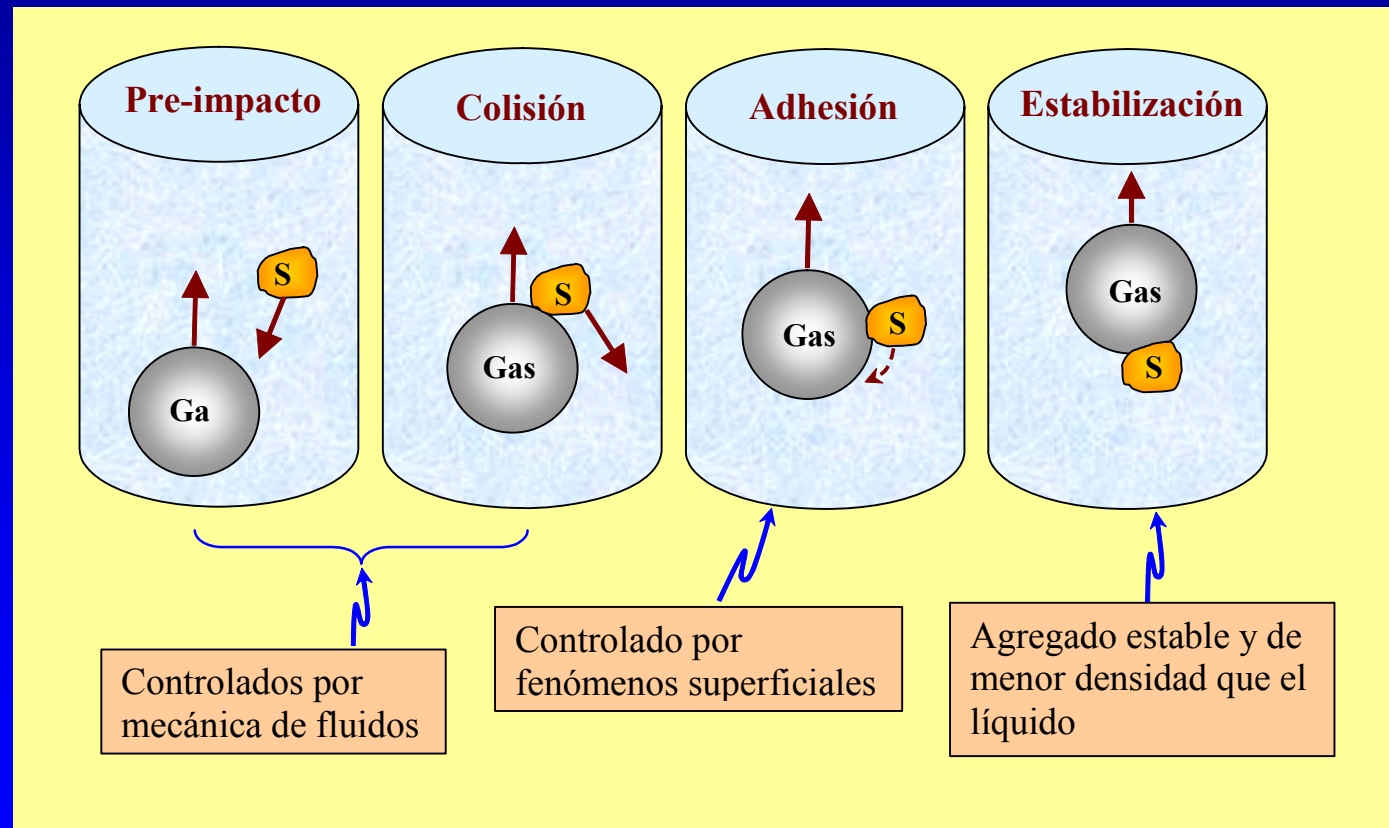 Pre-impacto
Colisión
Adhesión
Estabilización
S
Ga
S
Gas
Gas
S
Gas
S
Controlados por
mecánica de fluidos
Controlado por
fenómenos superficiales
Agregado estable y de
menor densidad que el
líquido